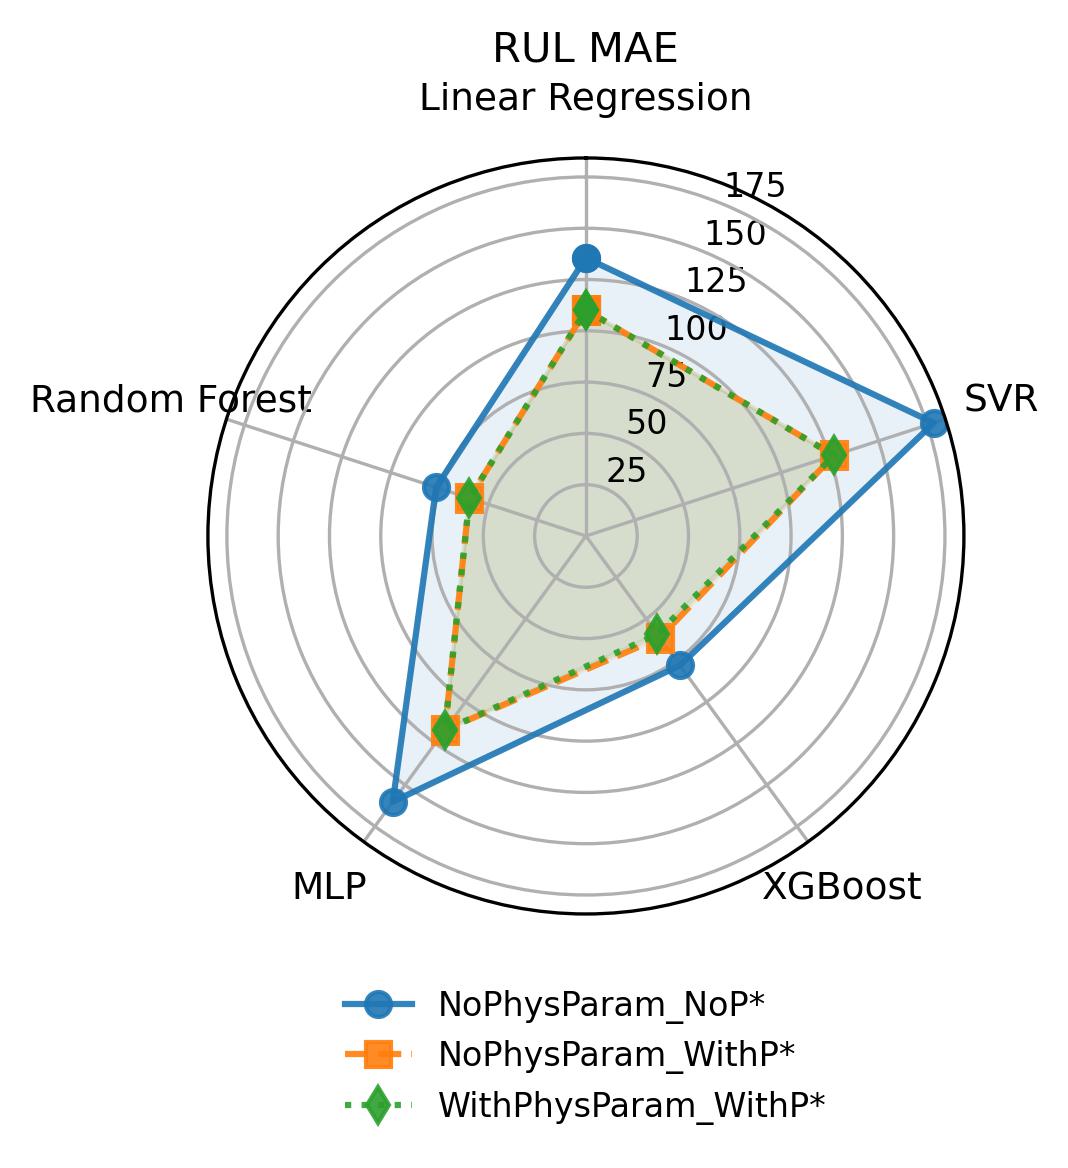 RUL MAE
Linear Regression
175
150
125
100
75
50
25
Random Forest
SVR
MLP
XGBoost
NoPhysParam_NoP*
NoPhysParam_WithP*
WithPhysParam_WithP*